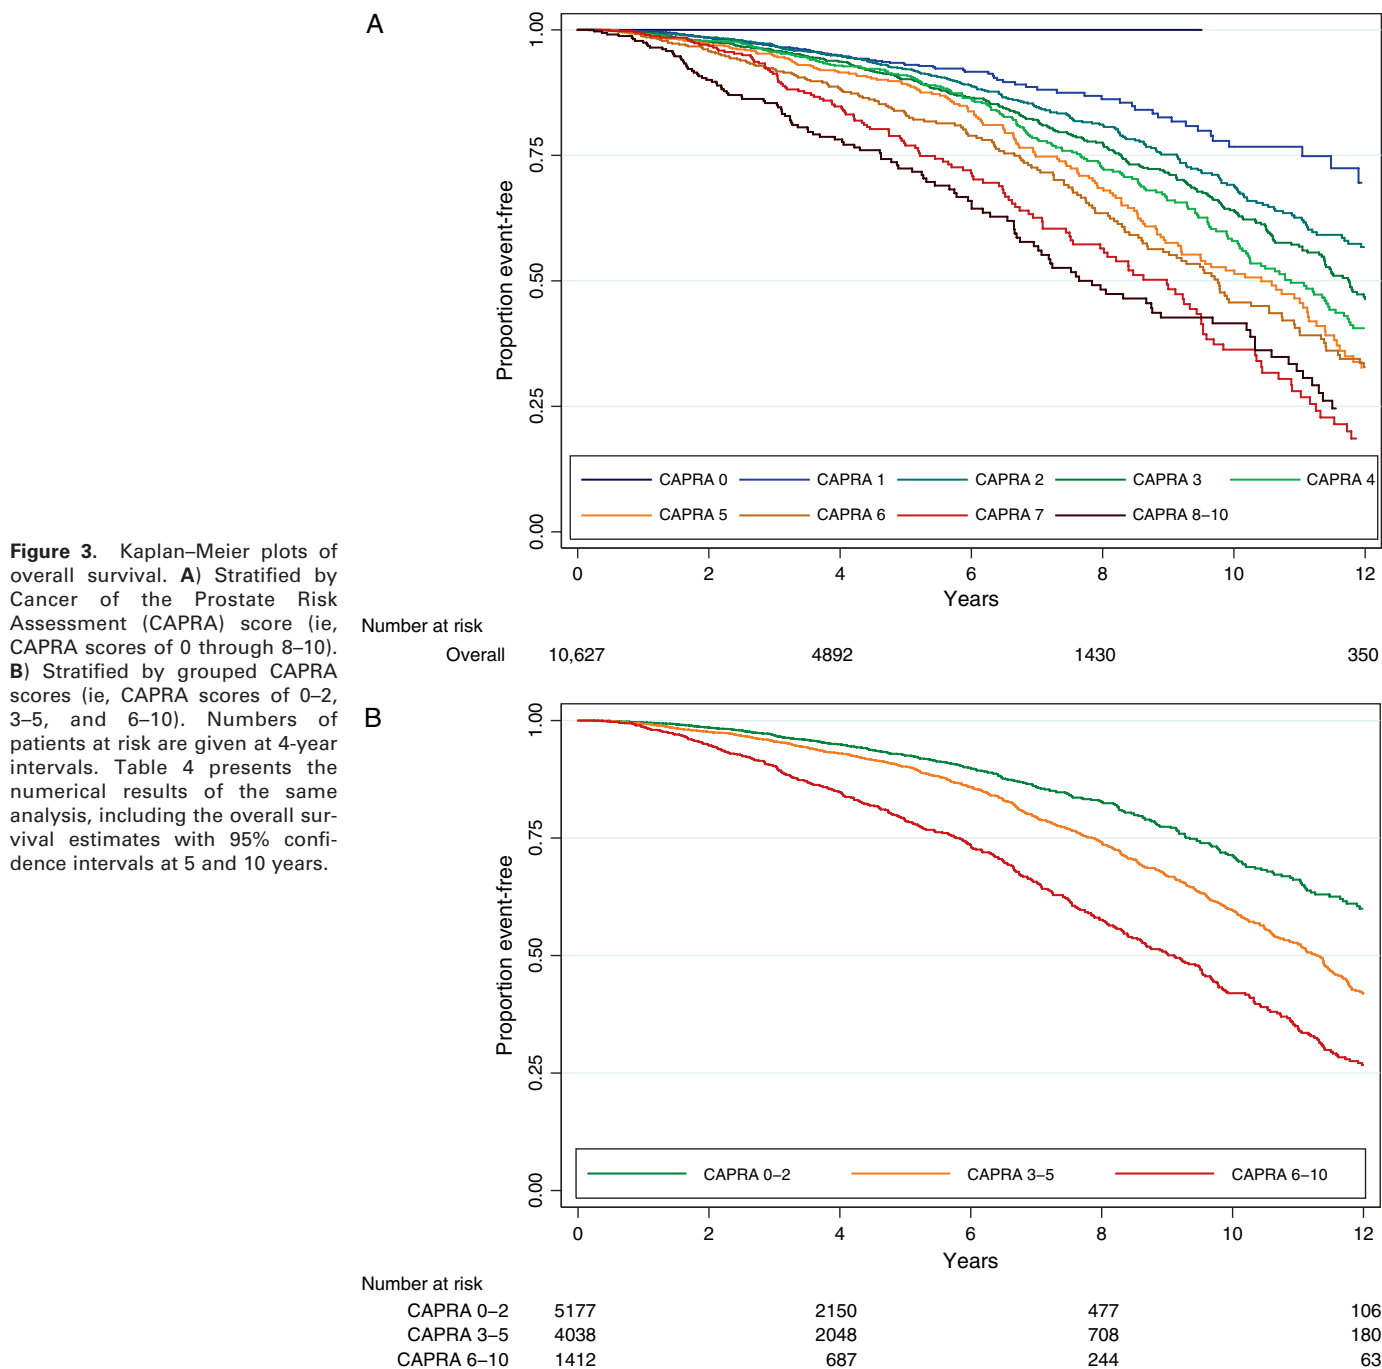 A
1.00
0.75
0.50
0.25
0.00
Proportion event-free
CAPRA 0 CAPRA 1 CAPRA 2 CAPRA 3 CAPRA 4
CAPRA 5 CAPRA 6 CAPRA 7 CAPRA 8–10
0 2 4 6 8 10 12
Years
Number at risk
Overall 10,627 4892 1430 350
Figure 3. Kaplan–Meier plots of
overall survival. A) Stratified by
Cancer of the Prostate Risk
Assessment (CAPRA) score (ie,
CAPRA scores of 0 through 8–10).
B) Stratified by grouped CAPRA
scores (ie, CAPRA scores of 0–2,
3–5, and 6–10). Numbers of
patients at risk are given at 4-year
intervals. Table 4 presents the
numerical results of the same
analysis, including the overall sur-
vival estimates with 95% confi-
dence intervals at 5 and 10 years.
B
1.00
0.75
0.50
0.25
0.00
Proportion event-free
CAPRA 0–2 CAPRA 3–5 CAPRA 6–10
0 2 4 6 8 10 12
Years
Number at risk
CAPRA 0–2 5177 2150 477 106
CAPRA 3–5 4038 2048 708 180
CAPRA 6–10 1412 687 244 63